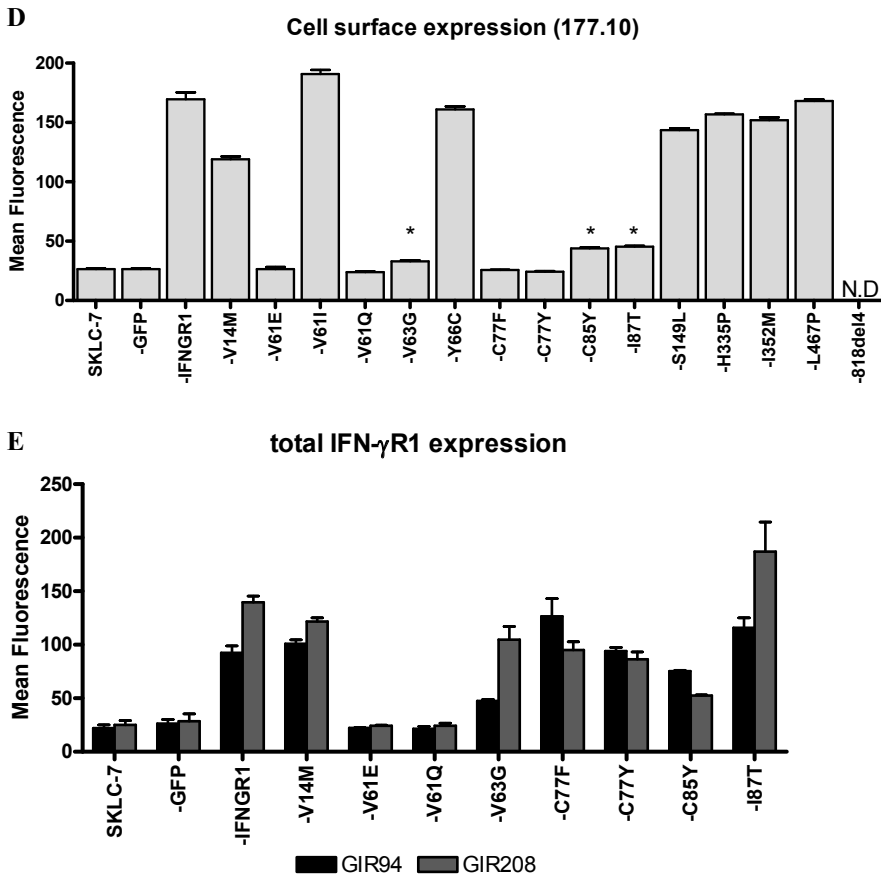 D
Cell surface expression (177.10)
Mean Fluorescence
200
150
100
50
0
*
*
*
N.D
SKLC-7
-GFP
-IFNGR1
-V14M
-V61E
-V61I
-V61Q
-V63G
-Y66C
-C77F
-C77Y
-C85Y
-I87T
-S149L
-H335P
-I352M
-L467P
-818del4
E
total IFN-γR1 expression
Mean Fluorescence
250
200
150
100
50
0
SKLC-7
-GFP
-IFNGR1
-V14M
-V61E
-V61Q
-V63G
-C77F
-C77Y
-C85Y
-I87T
GIR94 GIR208